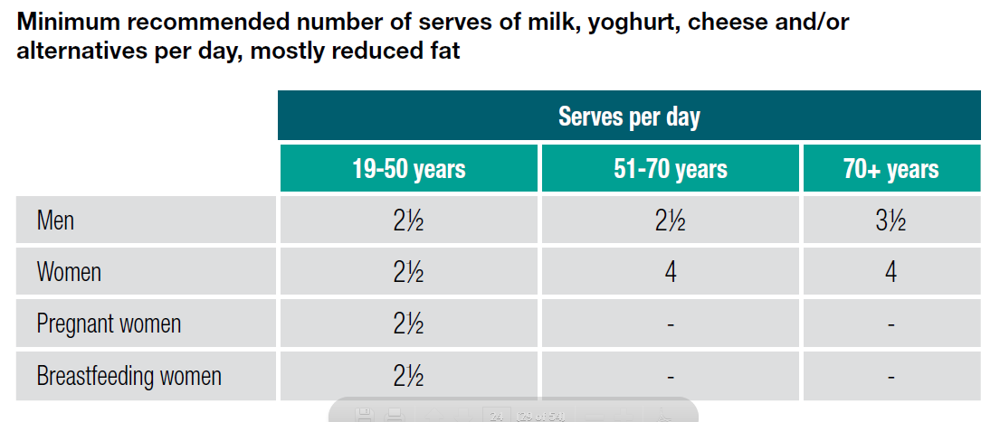 Minimum recommended number of serves of milk, yoghurt, cheese and/or
alternatives per day, mostly reduced fat
Serves per day
19-50 years 51-70 years 70+ years
Men 2½ 2½ 3½
Women 2½ 4 4
Pregnant women 2½ - -
Breastfeeding women 2½ - -
24 (29 of 54)